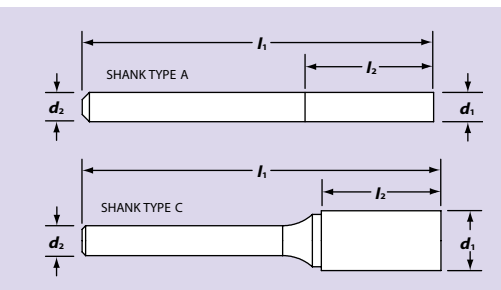 l₁
l₂
SHANK TYPE A
d₂
d₁
l₁
l₂
SHANK TYPE C
d₂
d₁